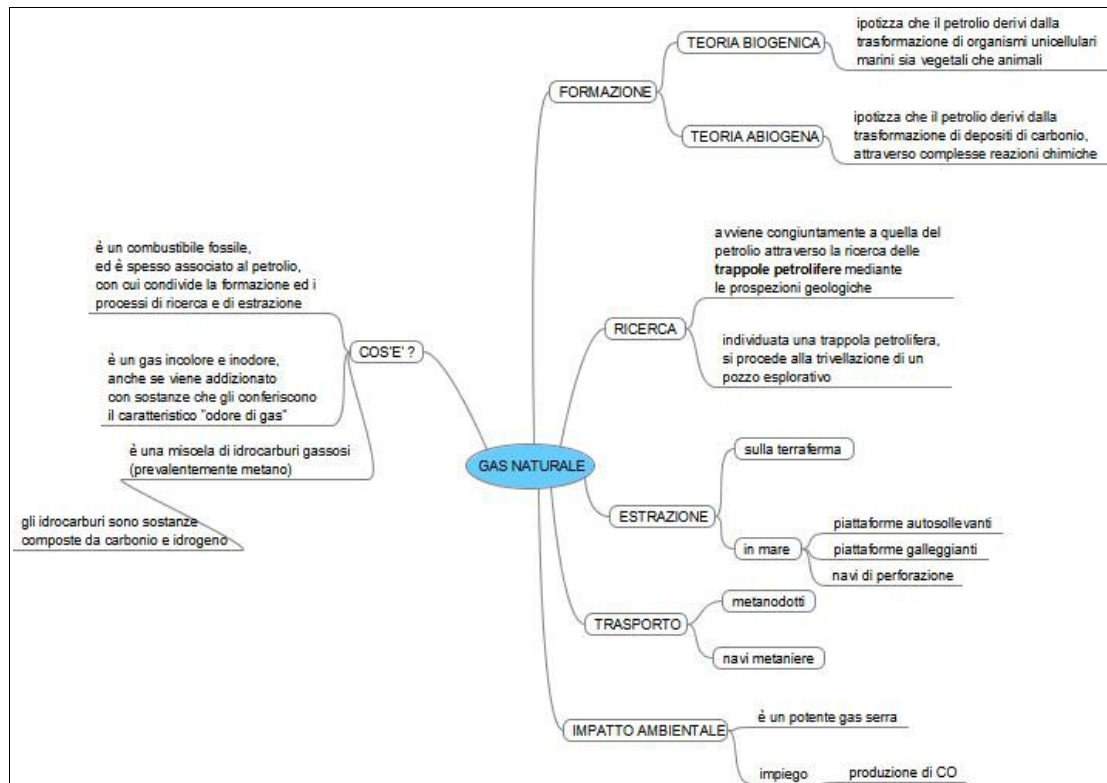 GAS NATURALE
COS'E' ?
è un combustibile fossile,
ed è spesso associato al petrolio,
con cui condivide la formazione ed i
processi di ricerca e di estrazione
è un gas incolore e inodore,
anche se viene addizionato
con sostanze che gli conferiscono
il caratteristico "odore di gas"
è una miscela di idrocarburi gassosi
(prevalentemente metano)
gli idrocarburi sono sostanze
composte da carbonio e idrogeno
FORMAZIONE
TEORIA BIOGENICA
ipotizza che il petrolio derivi dalla
trasformazione di organismi unicellulari
marini sia vegetali che animali
TEORIA ABIOGENA
ipotizza che il petrolio derivi dalla
trasformazione di depositi di carbonio,
attraverso complesse reazioni chimiche
RICERCA
avviene congiuntamente a quella del
petrolio attraverso la ricerca delle
trappole petrolifere mediante
le prospezioni geologiche
individuata una trappola petrolifera,
si procede alla trivellazione di un
pozzo esplorativo
ESTRAZIONE
sulla terraferma
in mare
piattaforme autosollevanti
piattaforme galleggianti
navi di perforazione
TRASPORTO
metanodotti
navi metaniere
IMPATTO AMBIENTALE
è un potente gas serra
impiego
produzione di CO